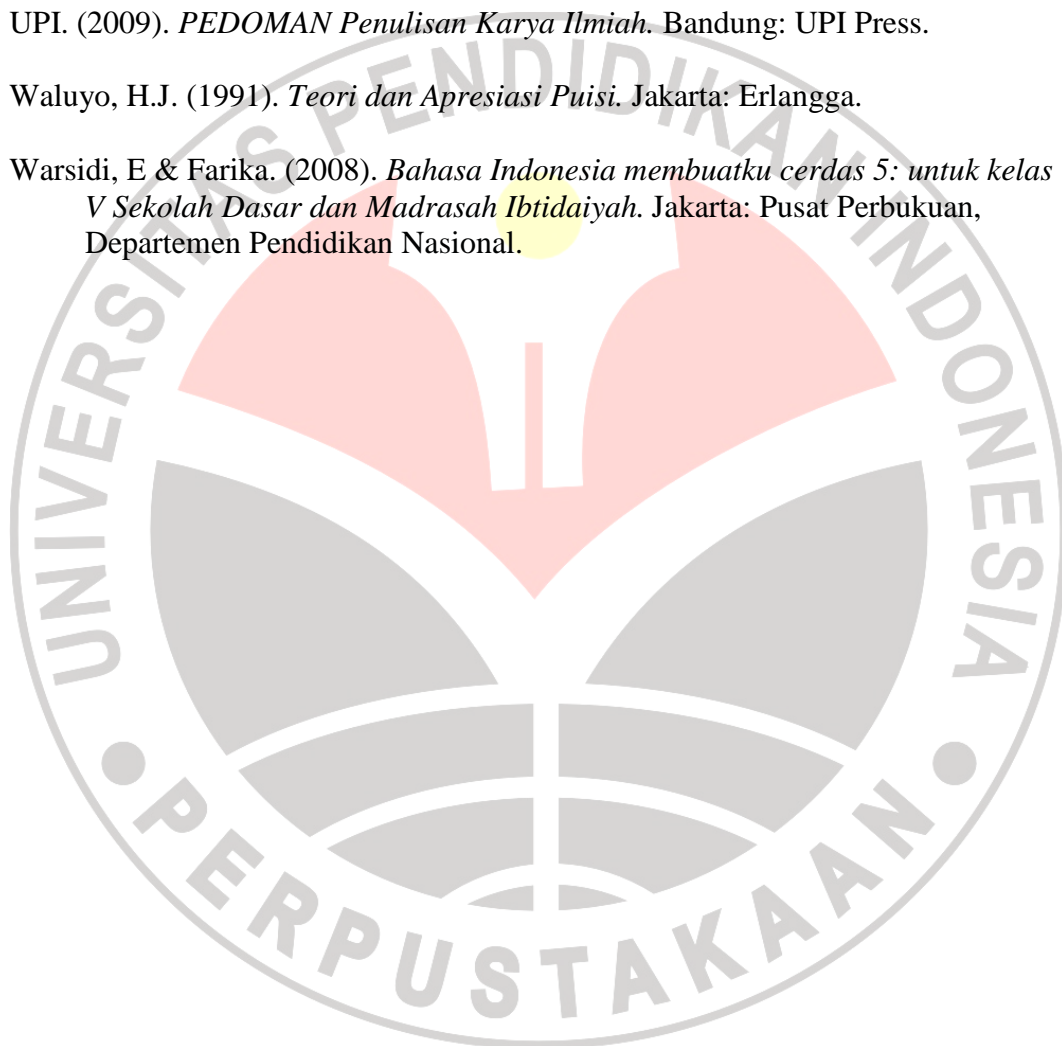 UPI. (2009). PEDOMAN Penulisan Karya Ilmiah. Bandung: UPI Press.
Waluyo, H.J. (1991). Teori dan Apresiasi Puisi. Jakarta: Erlangga.
Warsidi, E & Farika. (2008). Bahasa Indonesia membuatku cerdas 5: untuk kelas
V Sekolah Dasar dan Madrasah Ibtidaiyah. Jakarta: Pusat Perbukuan,
Departemen Pendidikan Nasional.
UNIVERSITAS PENDIDIKAN INDONESIA
PERPUSTAKAAN